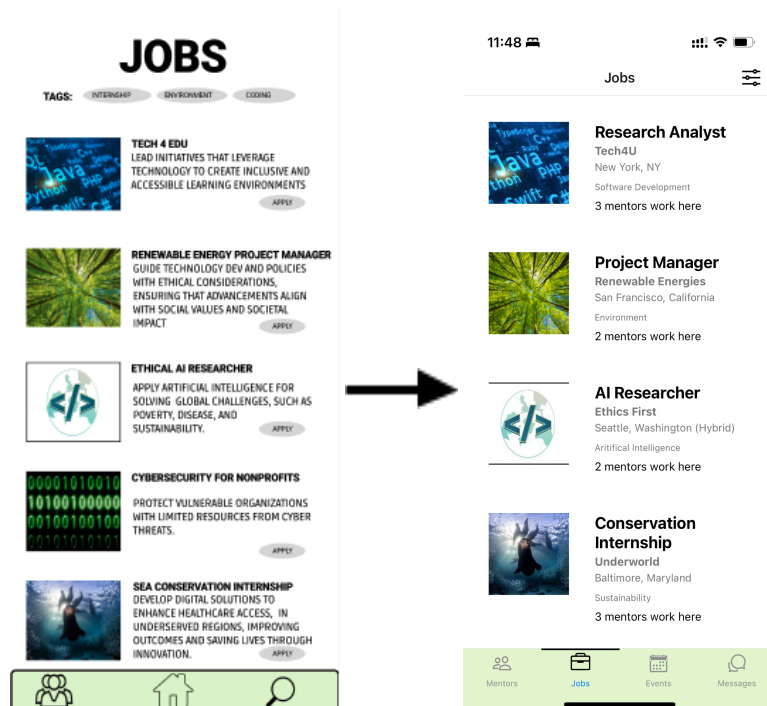 JOBS
TAGS: INTERNSHIP ENVIRONMENT CODING
TECH 4 EDU
LEAD INITIATIVES THAT LEVERAGE
TECHNOLOGY TO CREATE INCLUSIVE AND
ACCESSIBLE LEARNING ENVIRONMENTS
APPLY
RENEWABLE ENERGY PROJECT MANAGER
GUIDE TECHNOLOGY DEV AND POLICIES
WITH ETHICAL CONSIDERATIONS,
ENSURING THAT ADVANCEMENTS ALIGN
WITH SOCIAL VALUES AND SOCIETAL
IMPACT
APPLY
</>
ETHICAL AI RESEARCHER
APPLY ARTIFICIAL INTELLIGENCE FOR
SOLVING GLOBAL CHALLENGES, SUCH AS
POVERTY, DISEASE, AND
SUSTAINABILITY.
APPLY
CYBERSECURITY FOR NONPROFITS
PROTECT VULNERABLE ORGANIZATIONS
WITH LIMITED RESOURCES FROM CYBER
THREATS.
APPLY
SEA CONSERVATION INTERNSHIP
DEVELOP DIGITAL SOLUTIONS TO
ENHANCE HEALTHCARE ACCESS, IN
UNDERSERVED REGIONS, IMPROVING
OUTCOMES AND SAVING LIVES THROUGH
INNOVATION.
APPLY
11:48
Jobs
TypeScript
Java
Ruby
PHP
Swift
C#
Research Analyst
Tech4U
New York, NY
Software Development
3 mentors work here
Project Manager
Renewable Energies
San Francisco, California
Environment
2 mentors work here
</>
AI Researcher
Ethics First
Seattle, Washington (Hybrid)
Aritifical Intelligence
2 mentors work here
Conservation
Internship
Underworld
Baltimore, Maryland
Sustainability
3 mentors work here
Mentors
Jobs
Events
Messages